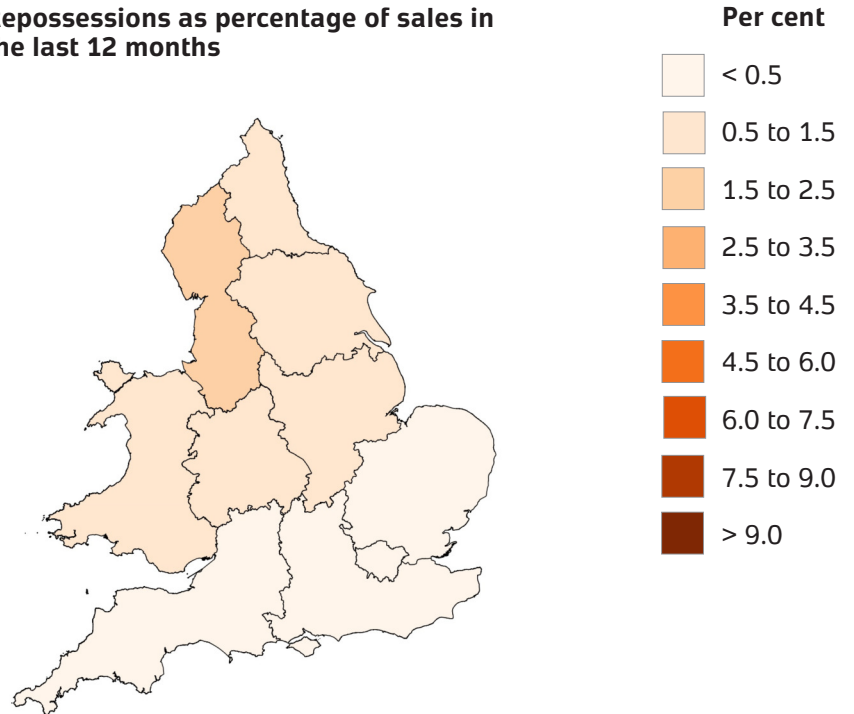 epossessions as percentage of sales in
ne last 12 months
Per cent
< 0.5
0.5 to 1.5
1.5 to 2.5
2.5 to 3.5
3.5 to 4.5
4.5 to 6.0
6.0 to 7.5
7.5 to 9.0
> 9.0